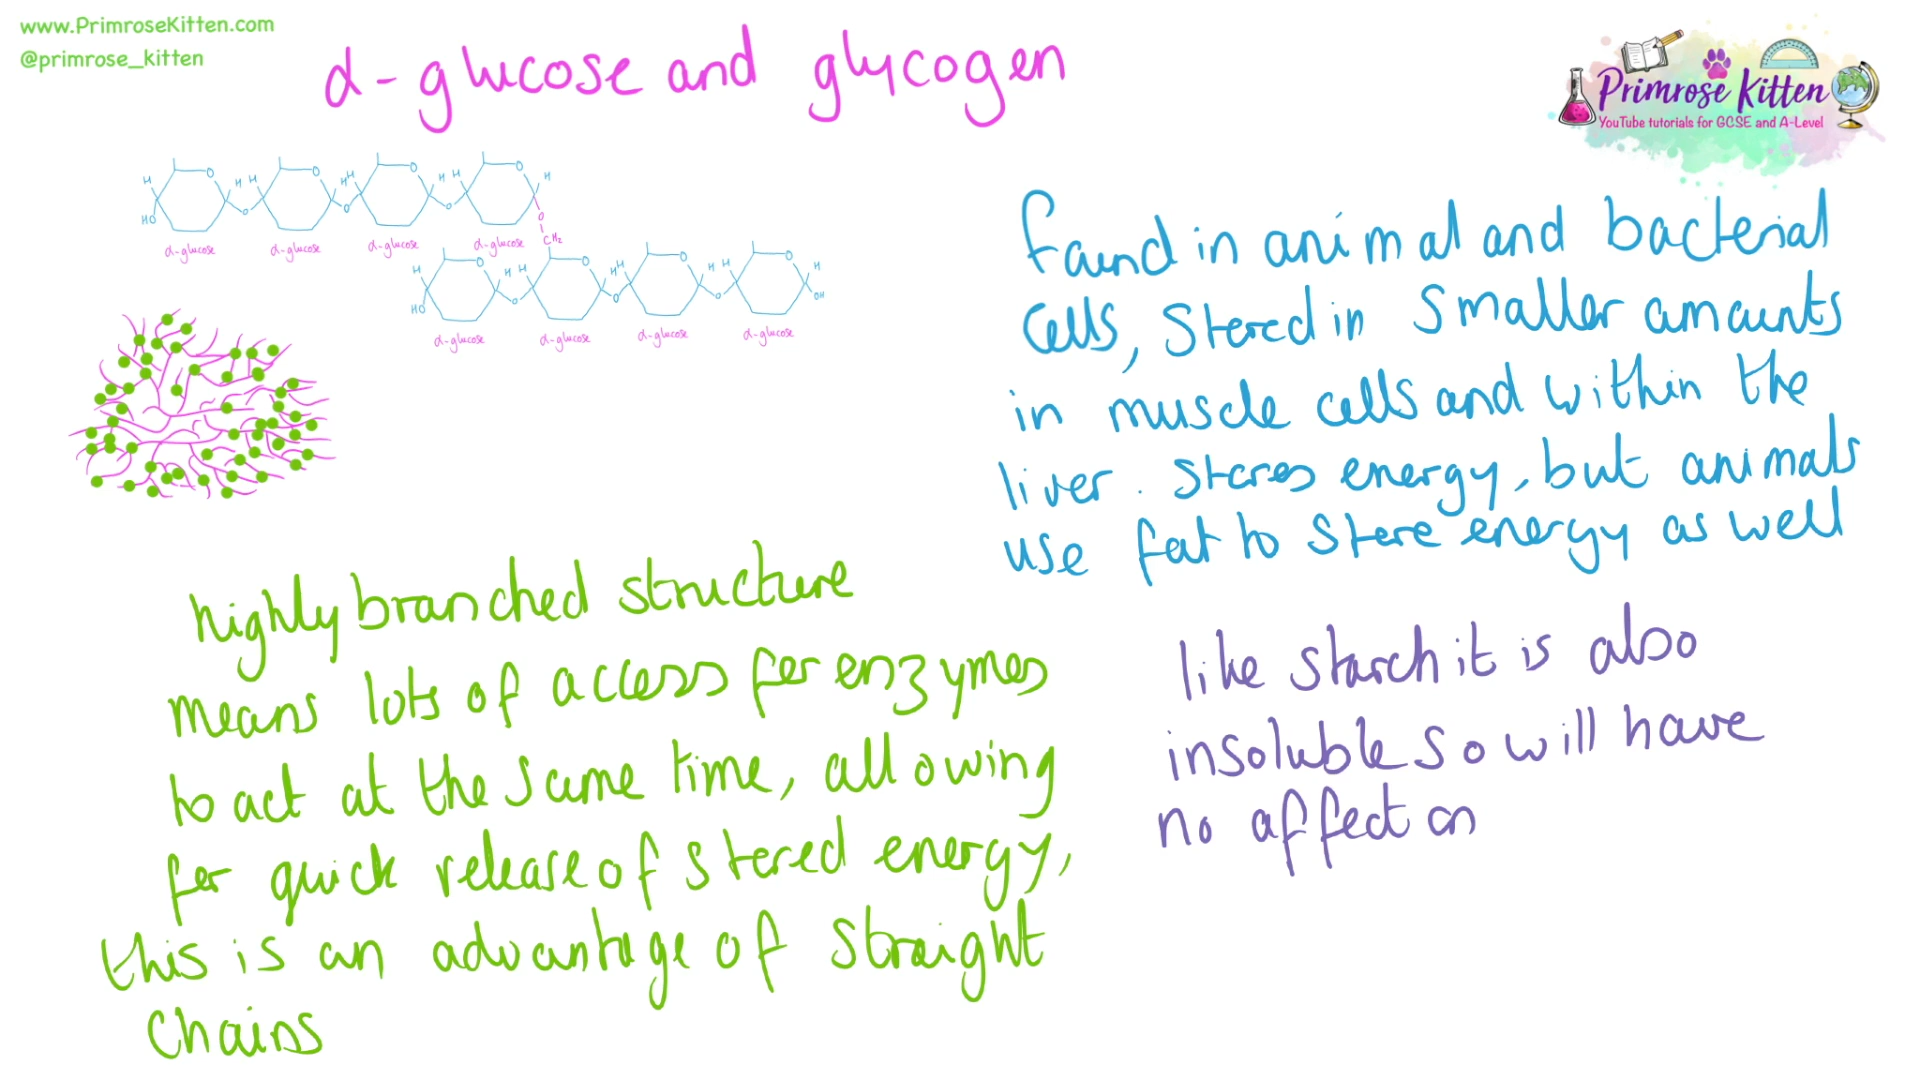 www.PrimroseKitten.com
@primrose_kitten
α-glucose and glycogen
Primrose Kitten
YouTube tutorials for GCSE and A-Level
H H H H H H H H
HO O O O O O O O O
α-glucose α-glucose α-glucose α-glucose
CH₂
H H H H H H H H
HO O O O O O O O OH
α-glucose α-glucose α-glucose α-glucose
found in animal and bacterial
cells, stored in smaller amounts
in muscle cells and within the
liver. stores energy, but animals
use fat to store energy as well
highly branched structure
means lots of access for enzymes
to act at the same time, allowing
for quick release of stored energy,
this is an advantage of straight
chains
like starch it is also
insoluble so will have
no affect on